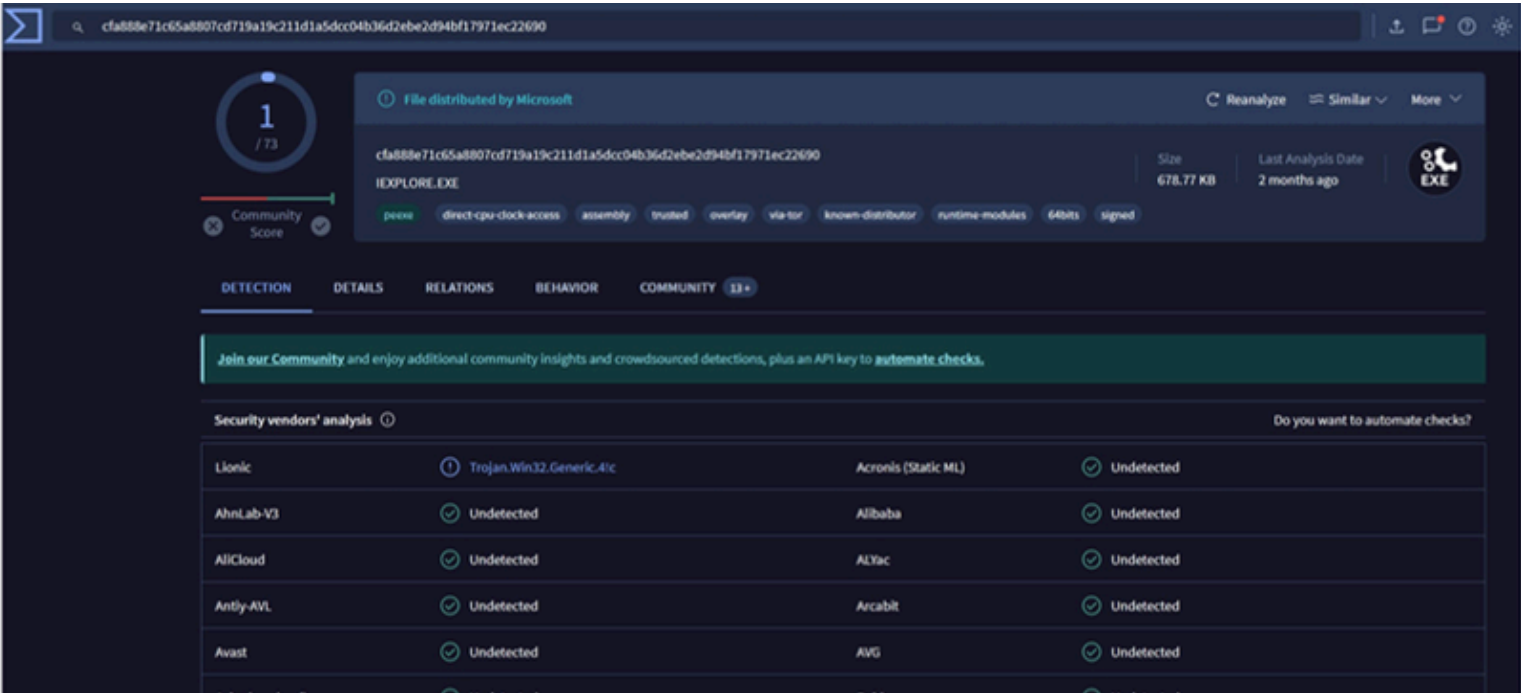 cfa888e71c65a8807cd719a19c211d1a5dcc04b36d2ebe2d94bf17971ec22690
1
/ 73
Community
Score
File distributed by Microsoft
Reanalyze
Similar
More
cfa888e71c65a8807cd719a19c211d1a5dcc04b36d2ebe2d94bf17971ec22690
IEXPLORE.EXE
Size
678.77 KB
Last Analysis Date
2 months ago
EXE
peexe direct-cpu-clock-access assembly trusted overlay via-tor known-distributor runtime-modules 64bits signed
DETECTION DETAILS RELATIONS BEHAVIOR COMMUNITY 13+
Join our Community and enjoy additional community insights and crowdsourced detections, plus an API key to automate checks.
Security vendors' analysis Do you want to automate checks?
Lionic Trojan.Win32.Generic.4!c Acronis (Static ML) Undetected
AhnLab-V3 Undetected Alibaba Undetected
AliCloud Undetected ALYac Undetected
Antiy-AVL Undetected Arcabit Undetected
Avast Undetected AVG Undetected